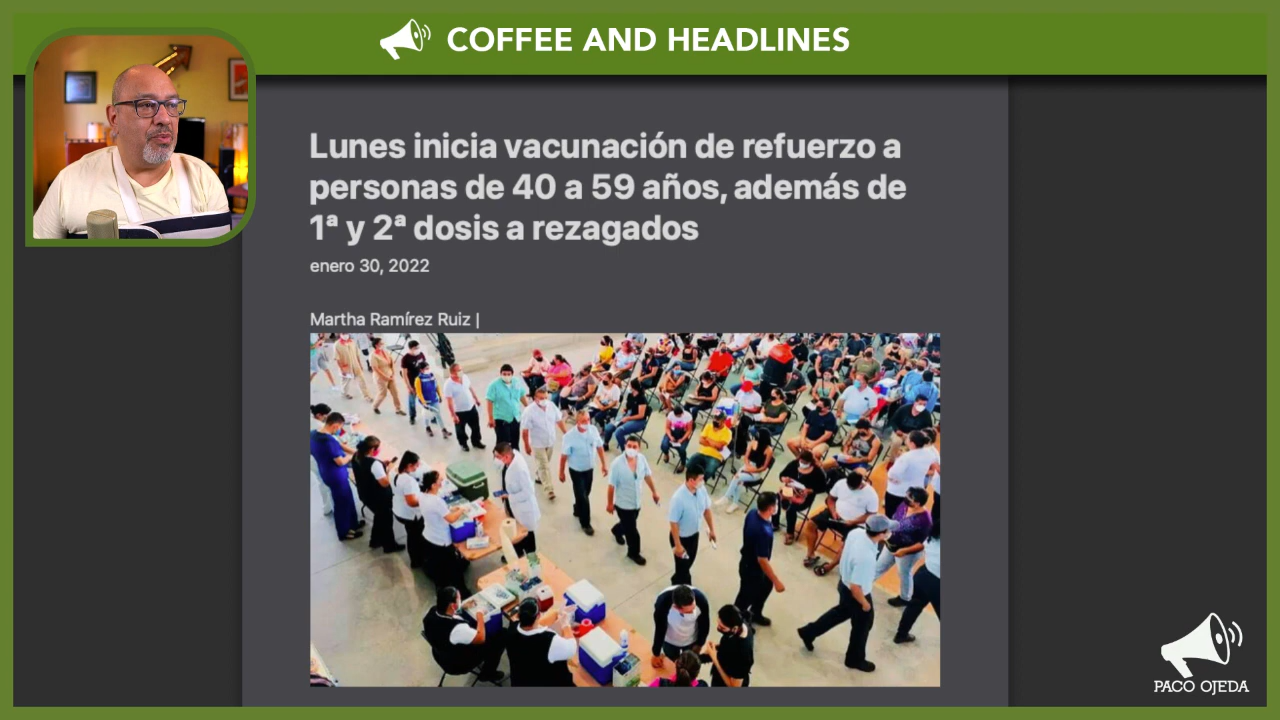 COFFEE AND HEADLINES
Lunes inicia vacunación de refuerzo a
personas de 40 a 59 años, además de
1ª y 2ª dosis a rezagados
enero 30, 2022
Martha Ramírez Ruiz |
PACO OJEDA